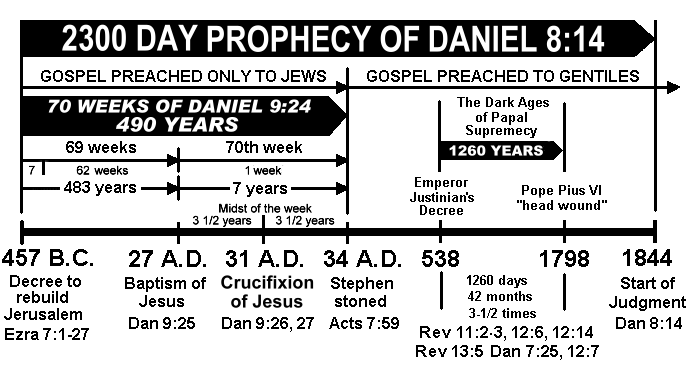 2300 DAY PROPHECY OF DANIEL 8:14
GOSPEL PREACHED ONLY TO JEWS
GOSPEL PREACHED TO GENTILES
70 WEEKS OF DANIEL 9:24
490 YEARS
69 weeks
70th week
7
62 weeks
1 week
483 years
7 years
Midst of the week
3 1/2 years
3 1/2 years
The Dark Ages
of Papal
Supremecy
1260 YEARS
Emperor
Justinian's
Decree
Pope Pius VI
"head wound"
457 B.C.
Decree to
rebuild
Jerusalem
Ezra 7:1-27
27 A.D.
Baptism of
Jesus
Dan 9:25
31 A.D.
Crucifixion
of Jesus
Dan 9:26, 27
34 A.D.
Stephen
stoned
Acts 7:59
538
1260 days
42 months
3-1/2 times
1798
Rev 11:2-3, 12:6, 12:14
Rev 13:5 Dan 7:25, 12:7
1844
Start of
Judgment
Dan 8:14